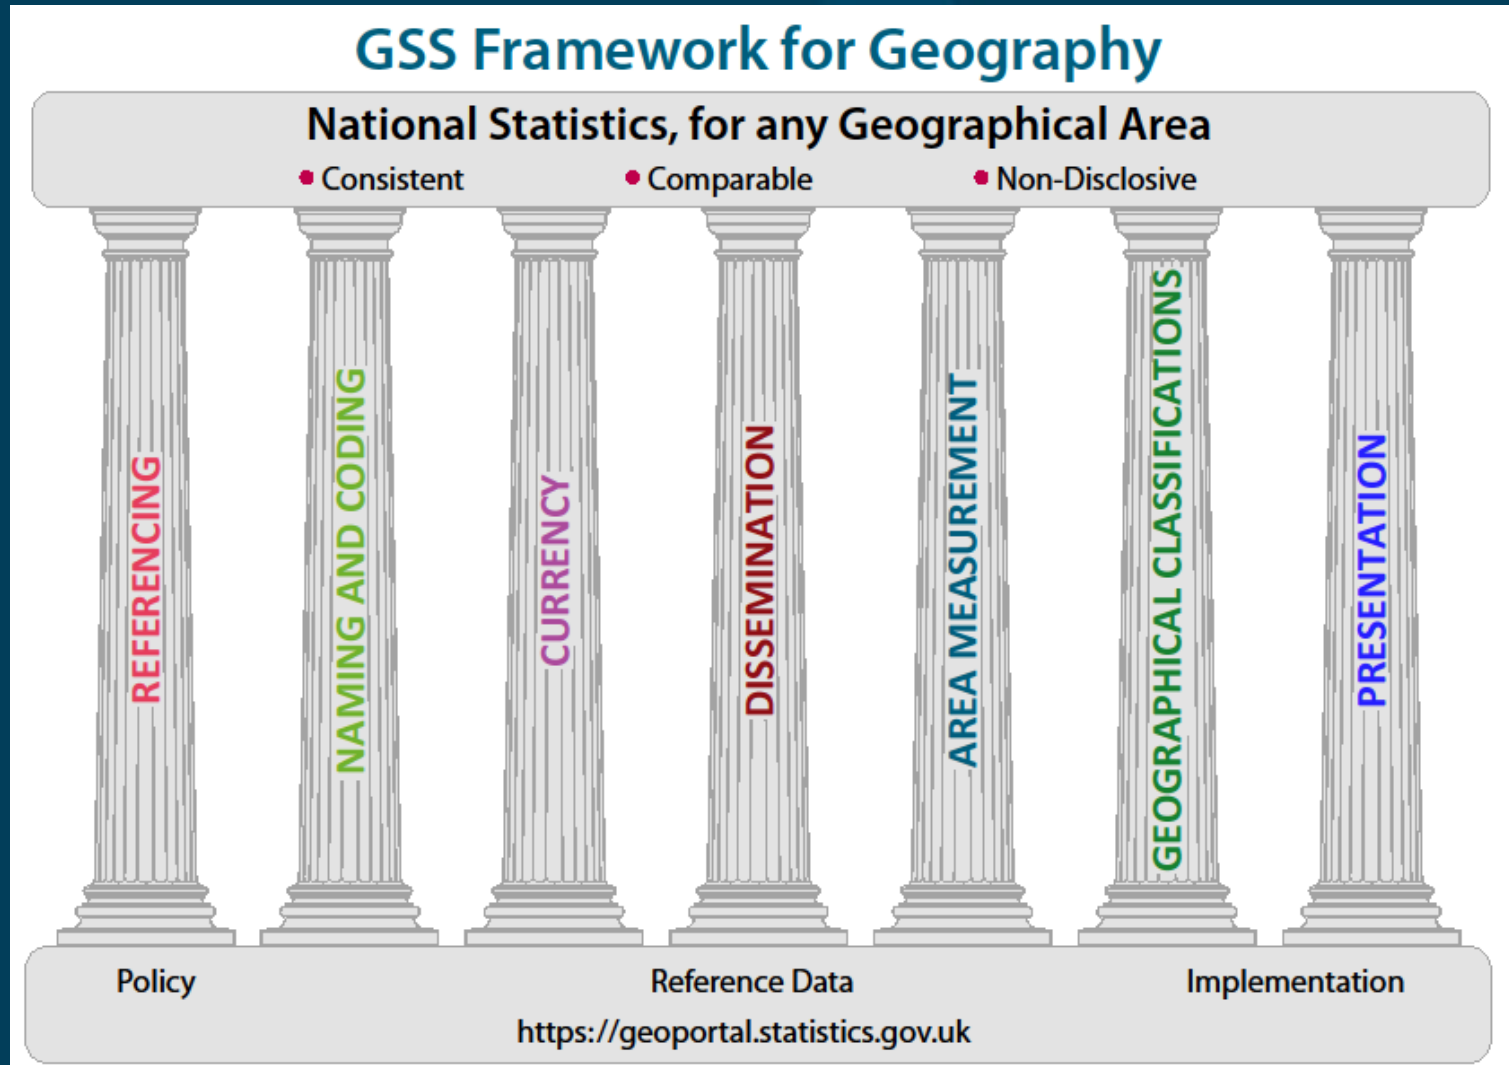 GSS Framework for Geography
National Statistics, for any Geographical Area
• Consistent • Comparable • Non-Disclosive
REFERENCING
NAMING AND CODING
CURRENCY
DISSEMINATION
AREA MEASUREMENT
GEOGRAPHICAL CLASSIFICATIONS
PRESENTATION
Policy Reference Data Implementation
https://geoportal.statistics.gov.uk